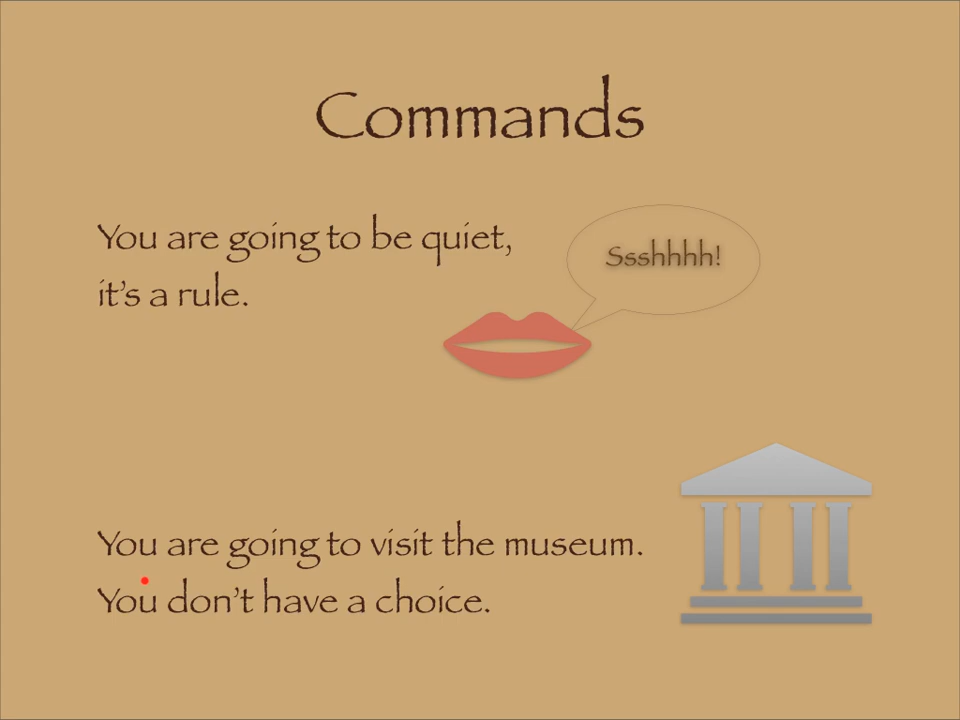 Commands
You are going to be quiet,
it's a rule.
Ssshhhh!
You are going to visit the museum.
You don't have a choice.